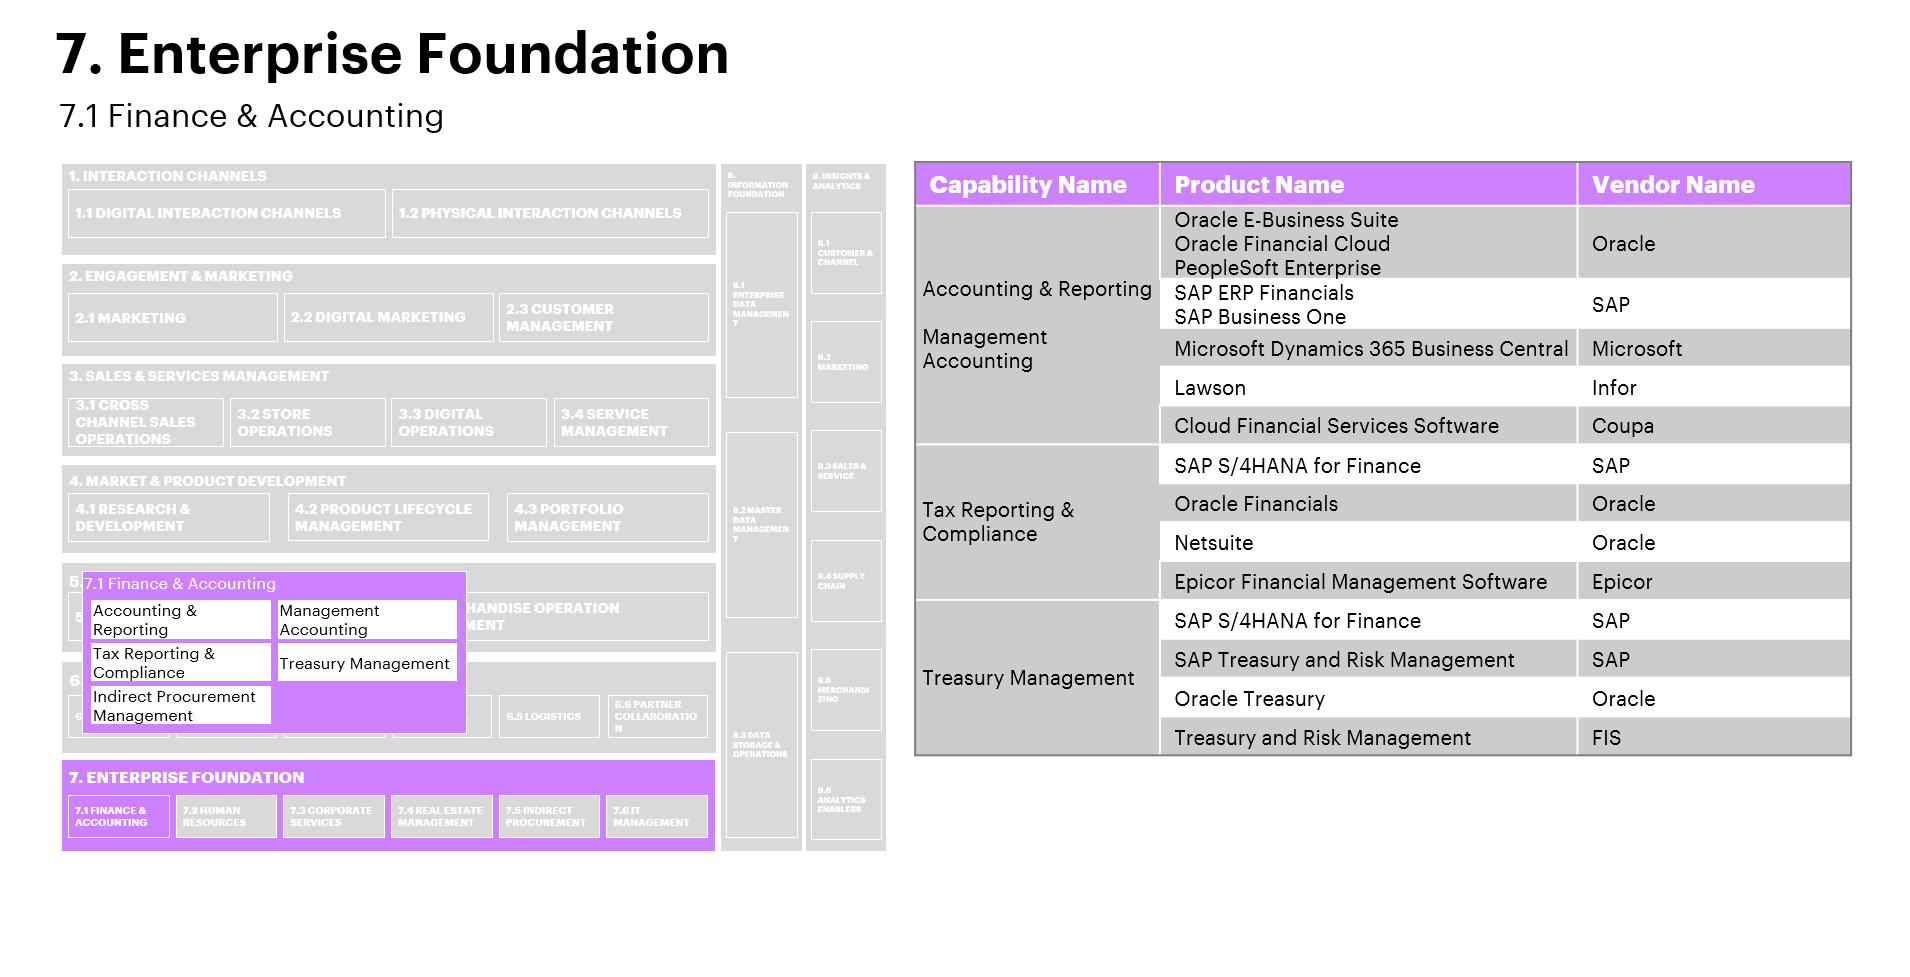 7. Enterprise Foundation
7.1 Finance & Accounting
1. INTERACTION CHANNELS
1.1 DIGITAL INTERACTION CHANNELS
1.2 PHYSICAL INTERACTION CHANNELS
2. ENGAGEMENT & MARKETING
2.1 MARKETING
2.2 DIGITAL MARKETING
2.3 CUSTOMER
MANAGEMENT
3. SALES & SERVICES MANAGEMENT
3.1 CROSS
CHANNEL SALES
OPERATIONS
3.2 STORE
OPERATIONS
3.3 DIGITAL
OPERATIONS
3.4 SERVICE
MANAGEMENT
4. MARKET & PRODUCT DEVELOPMENT
4.1 RESEARCH &
DEVELOPMENT
4.2 PRODUCT LIFECYCLE
MANAGEMENT
4.3 PORTFOLIO
MANAGEMENT
5.
5
HANDISE OPERATION
MENT
7.1 Finance & Accounting
Accounting &
Reporting
Management
Accounting
Tax Reporting &
Compliance
Treasury Management
Indirect Procurement
Management
6.
6
6.5 LOGISTICS
6.6 PARTNER
COLLABORATIO
N
7. ENTERPRISE FOUNDATION
7.1 FINANCE &
ACCOUNTING
7.2 HUMAN
RESOURCES
7.3 CORPORATE
SERVICES
7.4 REAL ESTATE
MANAGEMENT
7.5 INDIRECT
PROCUREMENT
7.6 IT
MANAGEMENT
8.
INFORMATION
FOUNDATION
8.1
ENTERPRISE
DATA
MANAGEMEN
T
8.2 MASTER
DATA
MANAGEMEN
T
8.3 DATA
STORAGE &
OPERATIONS
9. INSIGHTS &
ANALYTICS
9.1
CUSTOMER &
CHANNEL
9.2
MARKETING
9.3 SALES &
SERVICE
9.4 SUPPLY
CHAIN
9.5
MERCHANDI
ZING
9.6
ANALYTICS
ENABLERS
Capability Name
Product Name
Vendor Name
Accounting & Reporting
Management
Accounting
Oracle E-Business Suite
Oracle Financial Cloud
PeopleSoft Enterprise
Oracle
SAP ERP Financials
SAP Business One
SAP
Microsoft Dynamics 365 Business Central
Microsoft
Lawson
Infor
Cloud Financial Services Software
Coupa
Tax Reporting &
Compliance
SAP S/4HANA for Finance
SAP
Oracle Financials
Oracle
Netsuite
Oracle
Epicor Financial Management Software
Epicor
Treasury Management
SAP S/4HANA for Finance
SAP
SAP Treasury and Risk Management
SAP
Oracle Treasury
Oracle
Treasury and Risk Management
FIS